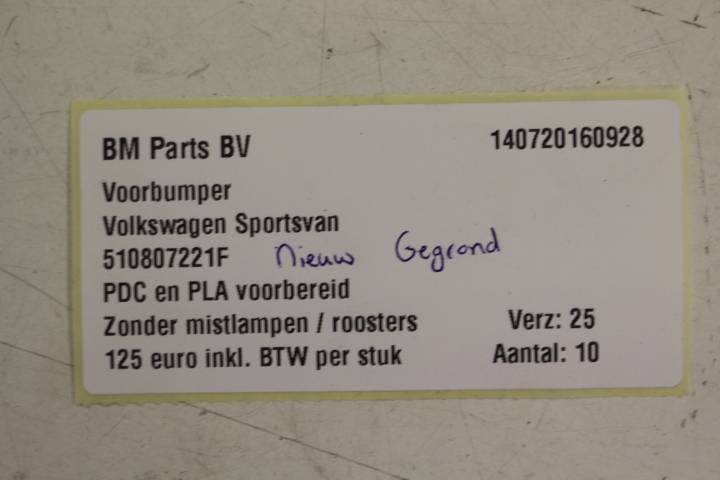 BM Parts BV 140720160928
Voorbumper
Volkswagen Sportsvan
510807221F Nieuw Gegrond
PDC en PLA voorbereid
Zonder mistlampen / roosters Verz: 25
125 euro inkl. BTW per stuk Aantal: 10